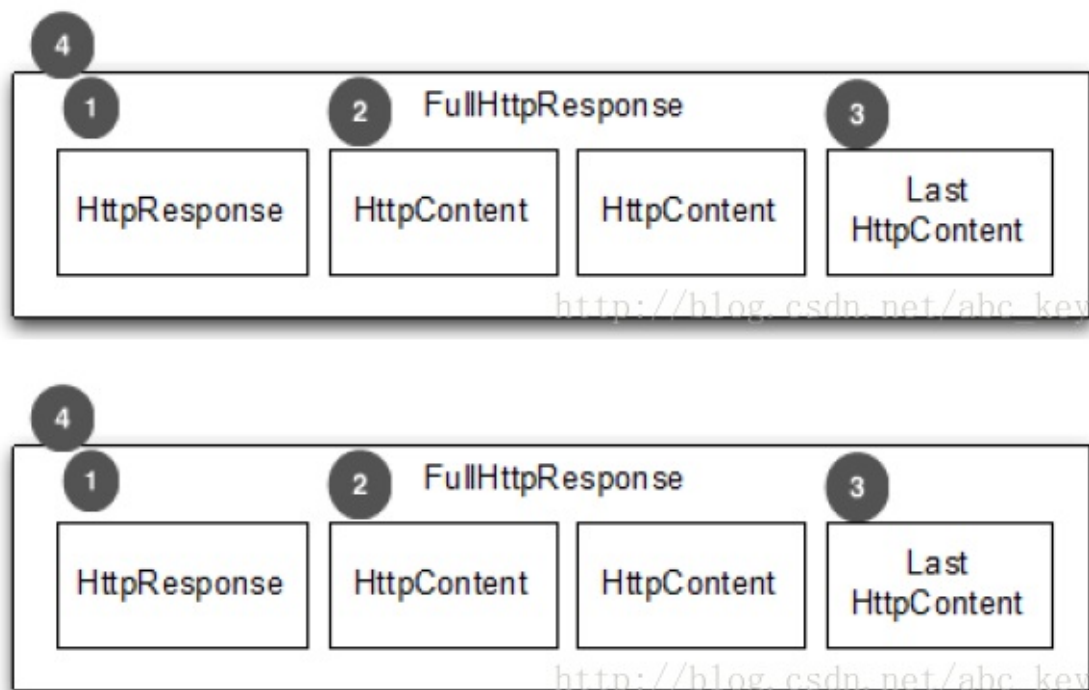 4
1
2
FullHttpResponse
3
HttpResponse
HttpContent
HttpContent
Last
HttpContent
http://blog.csdn.net/abc_key
4
1
2
FullHttpResponse
3
HttpResponse
HttpContent
HttpContent
Last
HttpContent
http://blog.csdn.net/abc_key